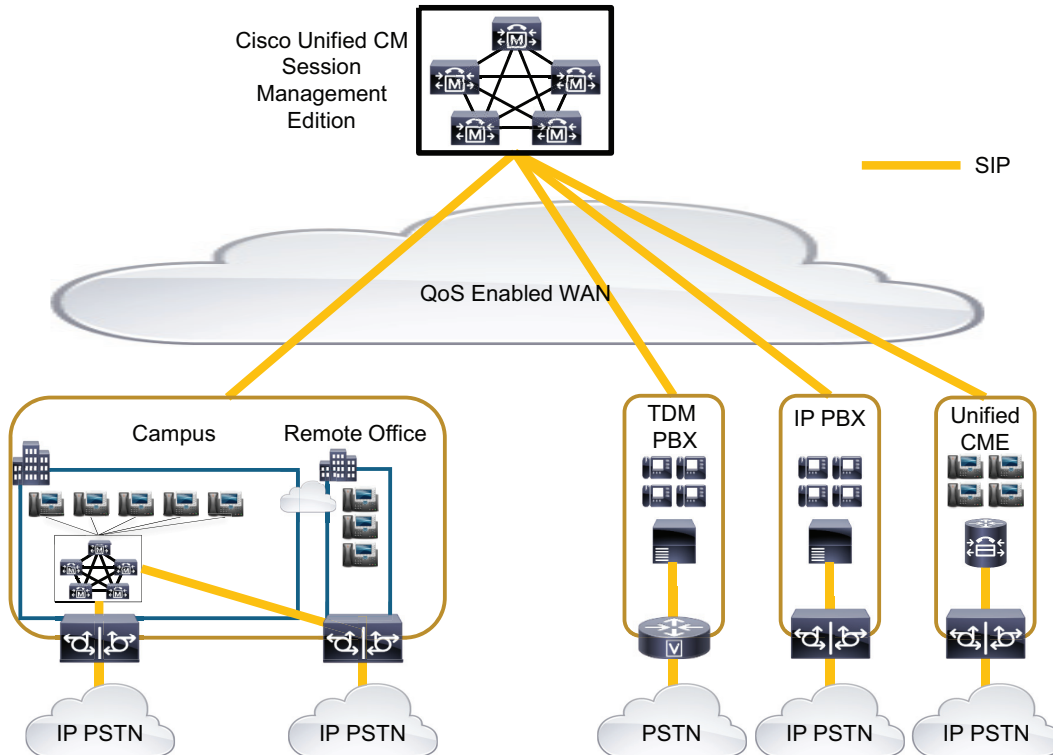 Cisco Unified CM
Session
Management
Edition
M
M
M
M
M
SIP
QoS Enabled WAN
Campus
Remote Office
TDM
PBX
IP PBX
Unified
CME
M
M
M
M
M
V
IP PSTN
IP PSTN
PSTN
IP PSTN
IP PSTN